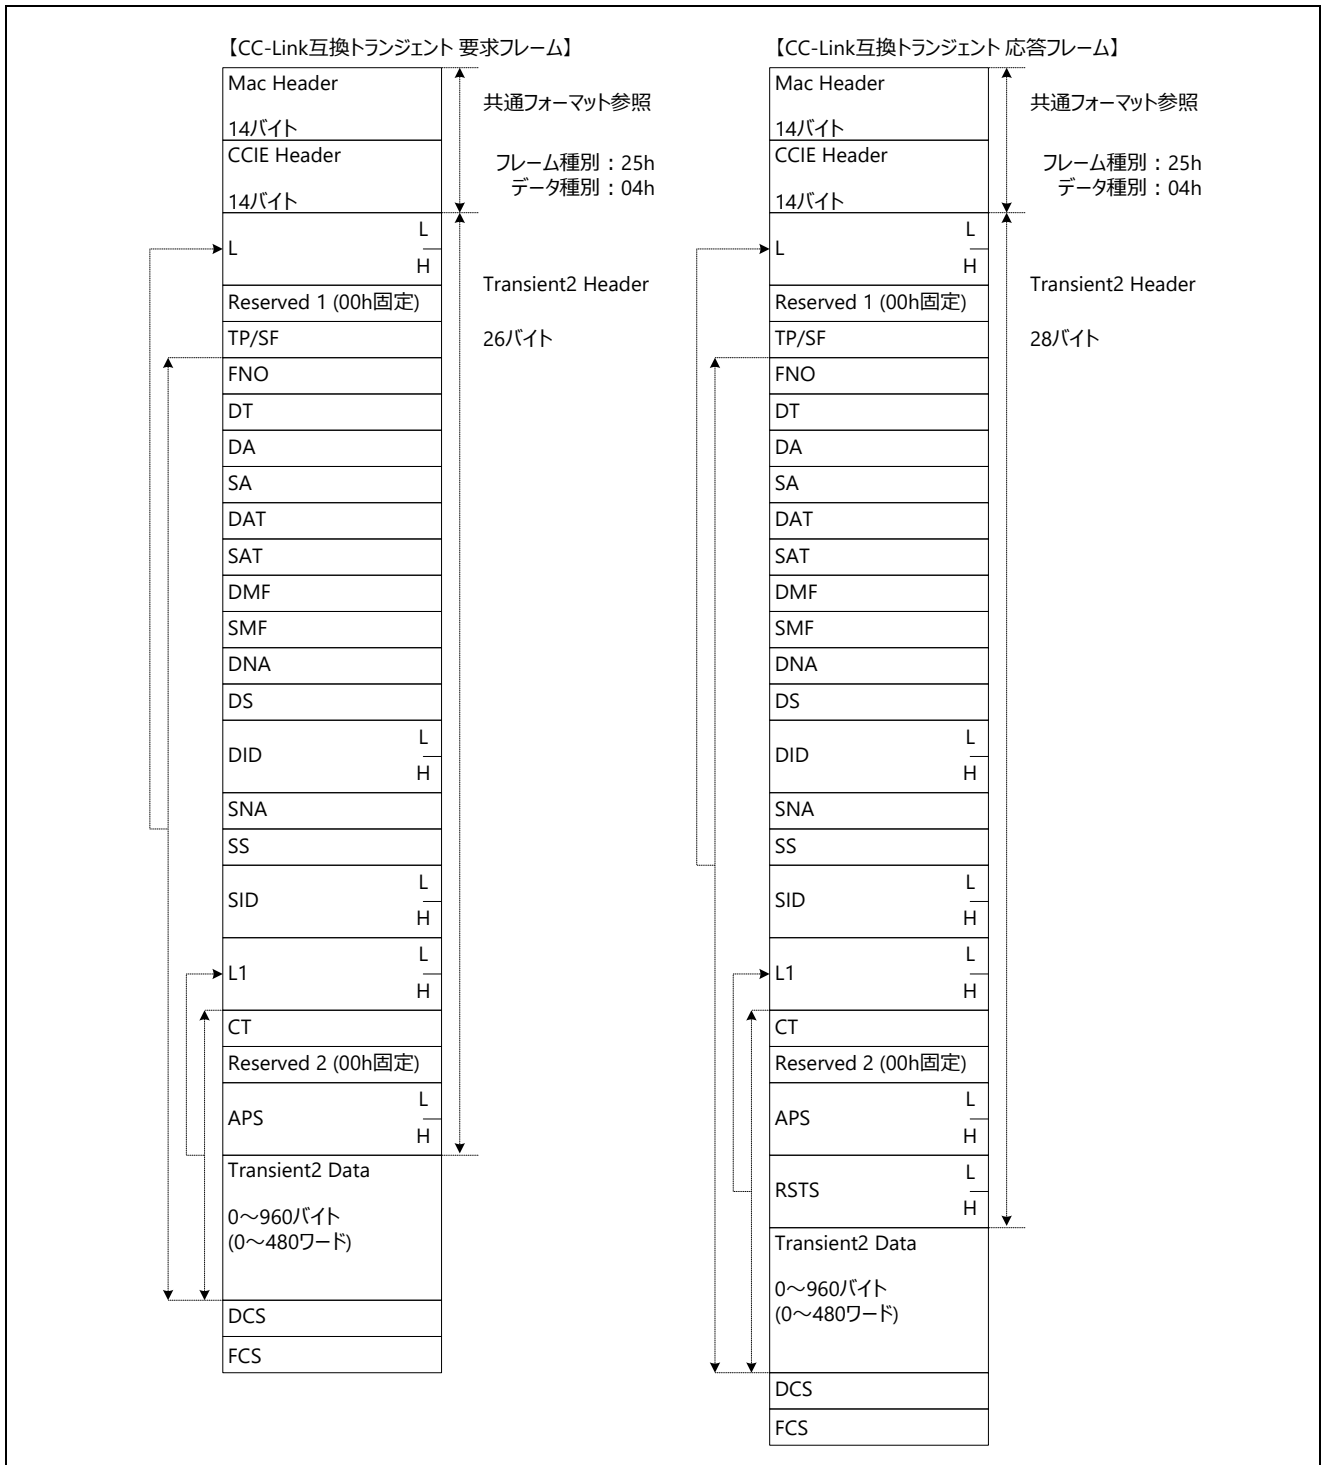 【CC-Link互換トランジェント 要求フレーム】
Mac Header
14バイト
CCIE Header
14バイト
共通フォーマット参照
フレーム種別：25h
データ種別：04h
L
L
H
Reserved 1 (00h固定)
TP/SF
Transient2 Header
26バイト
FNO
DT
DA
SA
DAT
SAT
DMF
SMF
DNA
DS
DID
L
H
SNA
SS
SID
L
H
L1
L
H
CT
Reserved 2 (00h固定)
APS
L
H
Transient2 Data
0～960バイト
(0～480ワード)
DCS
FCS
【CC-Link互換トランジェント 応答フレーム】
Mac Header
14バイト
CCIE Header
14バイト
共通フォーマット参照
フレーム種別：25h
データ種別：04h
L
L
H
Reserved 1 (00h固定)
TP/SF
Transient2 Header
28バイト
FNO
DT
DA
SA
DAT
SAT
DMF
SMF
DNA
DS
DID
L
H
SNA
SS
SID
L
H
L1
L
H
CT
Reserved 2 (00h固定)
APS
L
H
RSTS
L
H
Transient2 Data
0～960バイト
(0～480ワード)
DCS
FCS